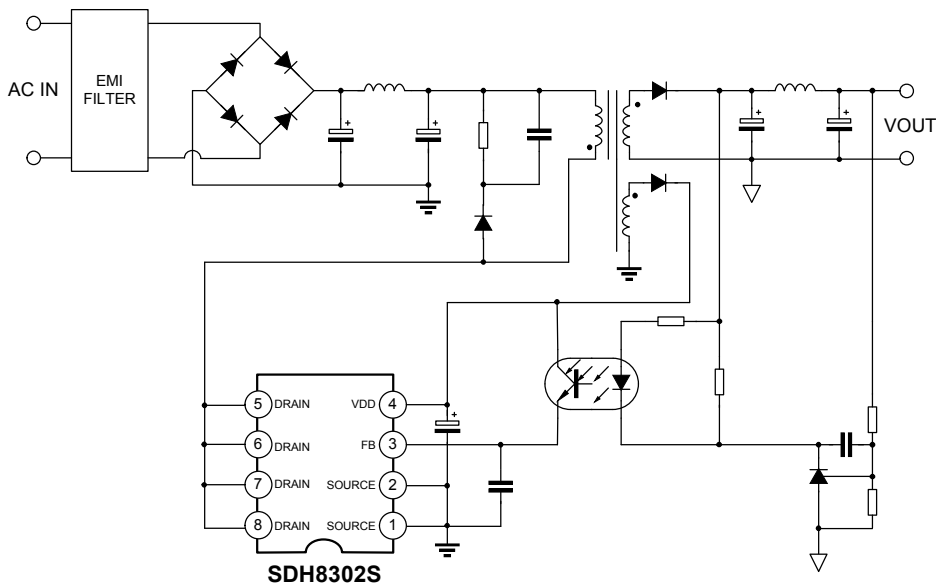 AC IN
EMI
FILTER
+
+
+
+
VOUT
5 DRAIN VDD 4
+
6 DRAIN FB 3
7 DRAIN SOURCE 2
8 DRAIN SOURCE 1
SDH8302S